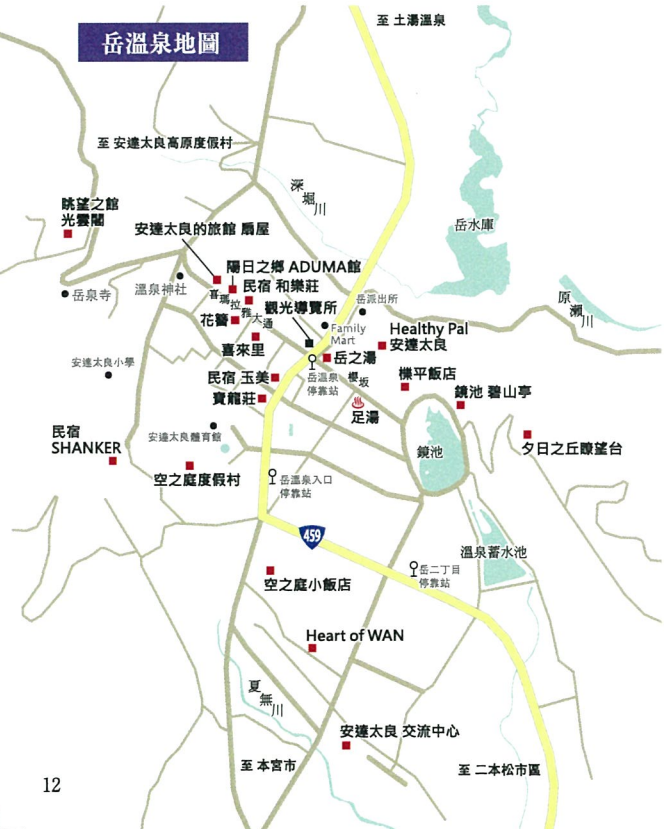 岳溫泉地圖
至 土湯溫泉
至 安達太良高原度假村
深堀川
岳水庫
眺望之館
光雲閣
安達太良的旅館 扇屋
陽日之鄉 ADUMA館
溫泉神社
岳泉寺
喜瑪拉雅大通
民宿 和樂莊
觀光導覽所
岳派出所
原瀨川
花簪
Family
Mart
Healthy Pal
安達太良
喜來里
岳之湯
安達太良小學
岳溫泉
停靠站
櫻坂
民宿 玉美
櫟平飯店
寶龍莊
足湯
鏡池 碧山亭
民宿
SHANKER
安達太良體育館
鏡池
夕日之丘瞭望台
空之庭度假村
岳溫泉入口
停靠站
459
溫泉蓄水池
空之庭小飯店
岳二丁目
停靠站
Heart of WAN
夏無川
安達太良 交流中心
至 本宮市
至 二本松市區
12